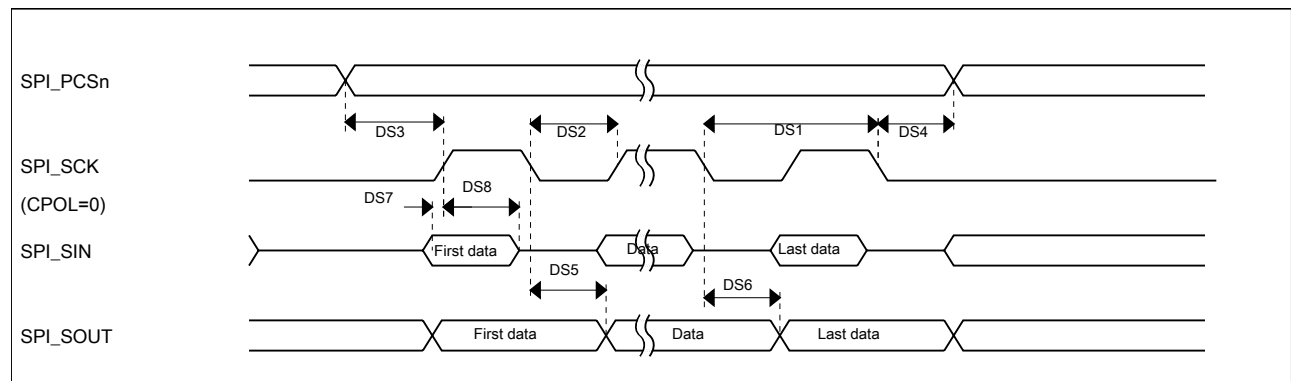 SPI_PCSn
DS3
DS2
DS1
DS4
SPI_SCK
DS8
DS7
(CPOL=0)
SPI_SIN
First data
Data
Last data
DS5
DS6
SPI_SOUT
First data
Data
Last data